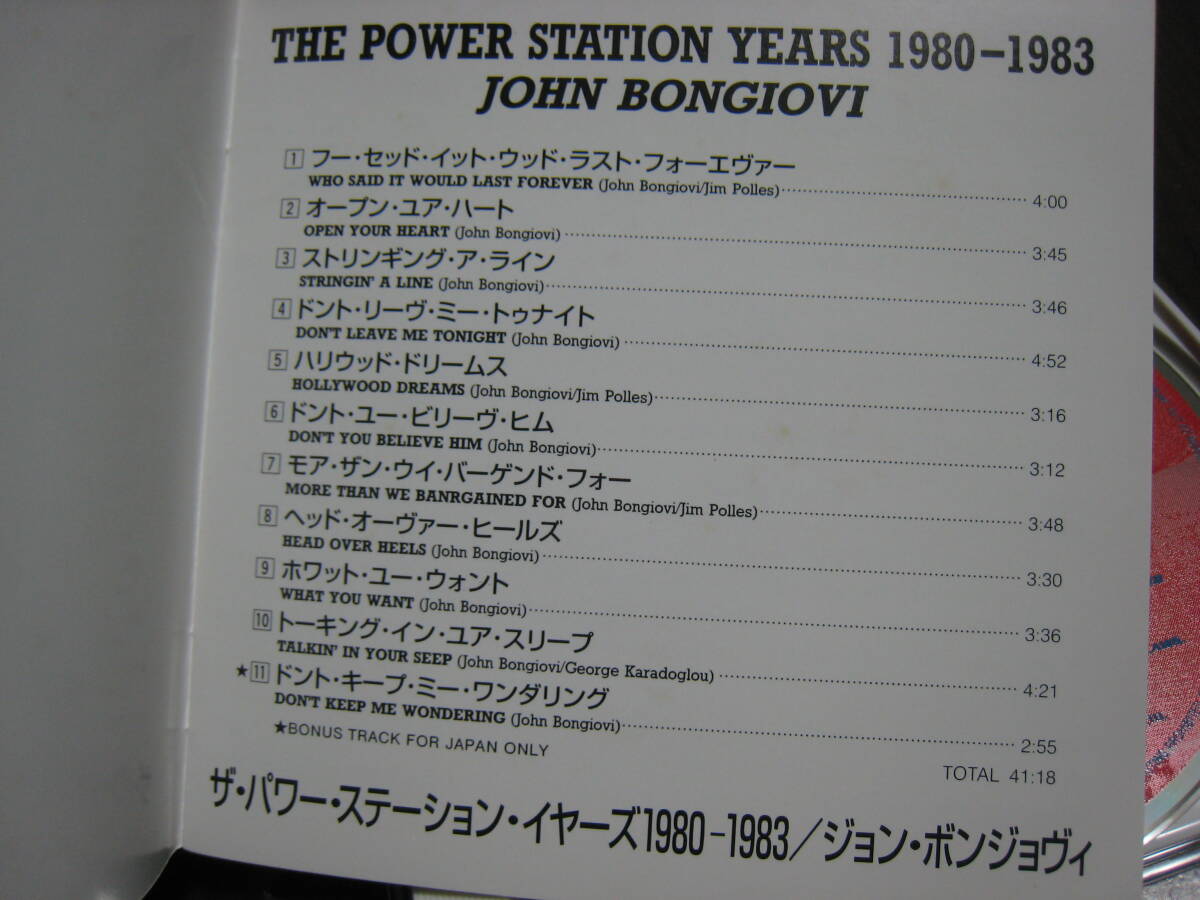 THE POWER STATION YEARS 1980-1983
JOHN BONGIOVI
1 フー・セッド・イット・ウッド・ラスト・フォーエヴァー
WHO SAID IT WOULD LAST FOREVER (John Bongiovi/Jim Polles) 4:00
2 オープン・ユア・ハート
OPEN YOUR HEART (John Bongiovi) 3:45
3 ストリンギング・ア・ライン
STRINGIN' A LINE (John Bongiovi) 3:46
4 ドント・リーヴ・ミー・トゥナイト
DON'T LEAVE ME TONIGHT (John Bongiovi) 4:52
5 ハリウッド・ドリームス
HOLLYWOOD DREAMS (John Bongiovi/Jim Polles) 3:16
6 ドント・ユー・ビリーヴ・ヒム
DON'T YOU BELIEVE HIM (John Bongiovi) 3:12
7 モア・ザン・ウイ・バーゲンド・フォー
MORE THAN WE BANRGAINED FOR (John Bongiovi/Jim Polles) 3:48
8 ヘッド・オーヴァー・ヒールズ
HEAD OVER HEELS (John Bongiovi) 3:30
9 ホワット・ユー・ウォント
WHAT YOU WANT (John Bongiovi) 3:36
10 トーキング・イン・ユア・スリープ
TALKIN' IN YOUR SEEP (John Bongiovi/George Karadoglou) 4:21
★11 ドント・キープ・ミー・ワンダリング
DON'T KEEP ME WONDERING (John Bongiovi) 2:55
★BONUS TRACK FOR JAPAN ONLY
TOTAL 41:18
ザ・パワー・ステーション・イヤーズ1980-1983/ジョン・ボンジョヴィ